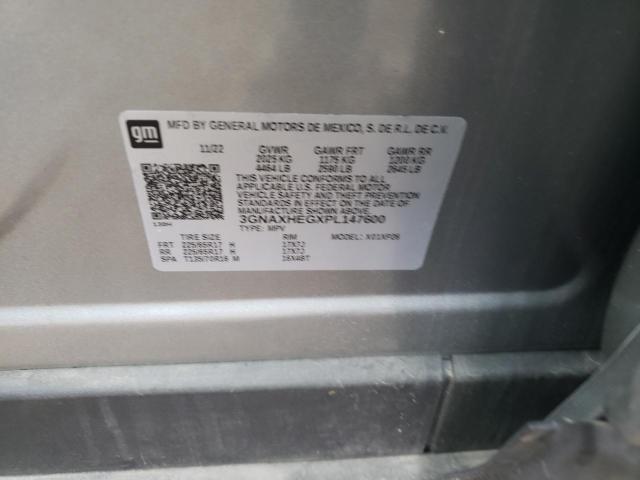 gm
MFD BY GENERAL MOTORS DE MEXICO, S. DE R.L. DE C.V.
11/22 GVWR GAWR FRT GAWR RR
2025 KG 1175 KG 1200 KG
4464 LB 2590 LB 2645 LB
THIS VEHICLE CONFORMS TO ALL
APPLICABLE U.S. FEDERAL MOTOR
VEHICLE SAFETY AND THEFT PREVENTION
STANDARDS IN EFFECT ON THE DATE OF
MANUFACTURE SHOWN ABOVE.
3GNAXHEGXPL147600
TYPE: MPV MODEL: X01XF26
TIRE SIZE RIM
FRT 225/65R17 H 17X7J
RR 225/65R17 H 17X7J
SPA T135/70R16 M 16X4BT